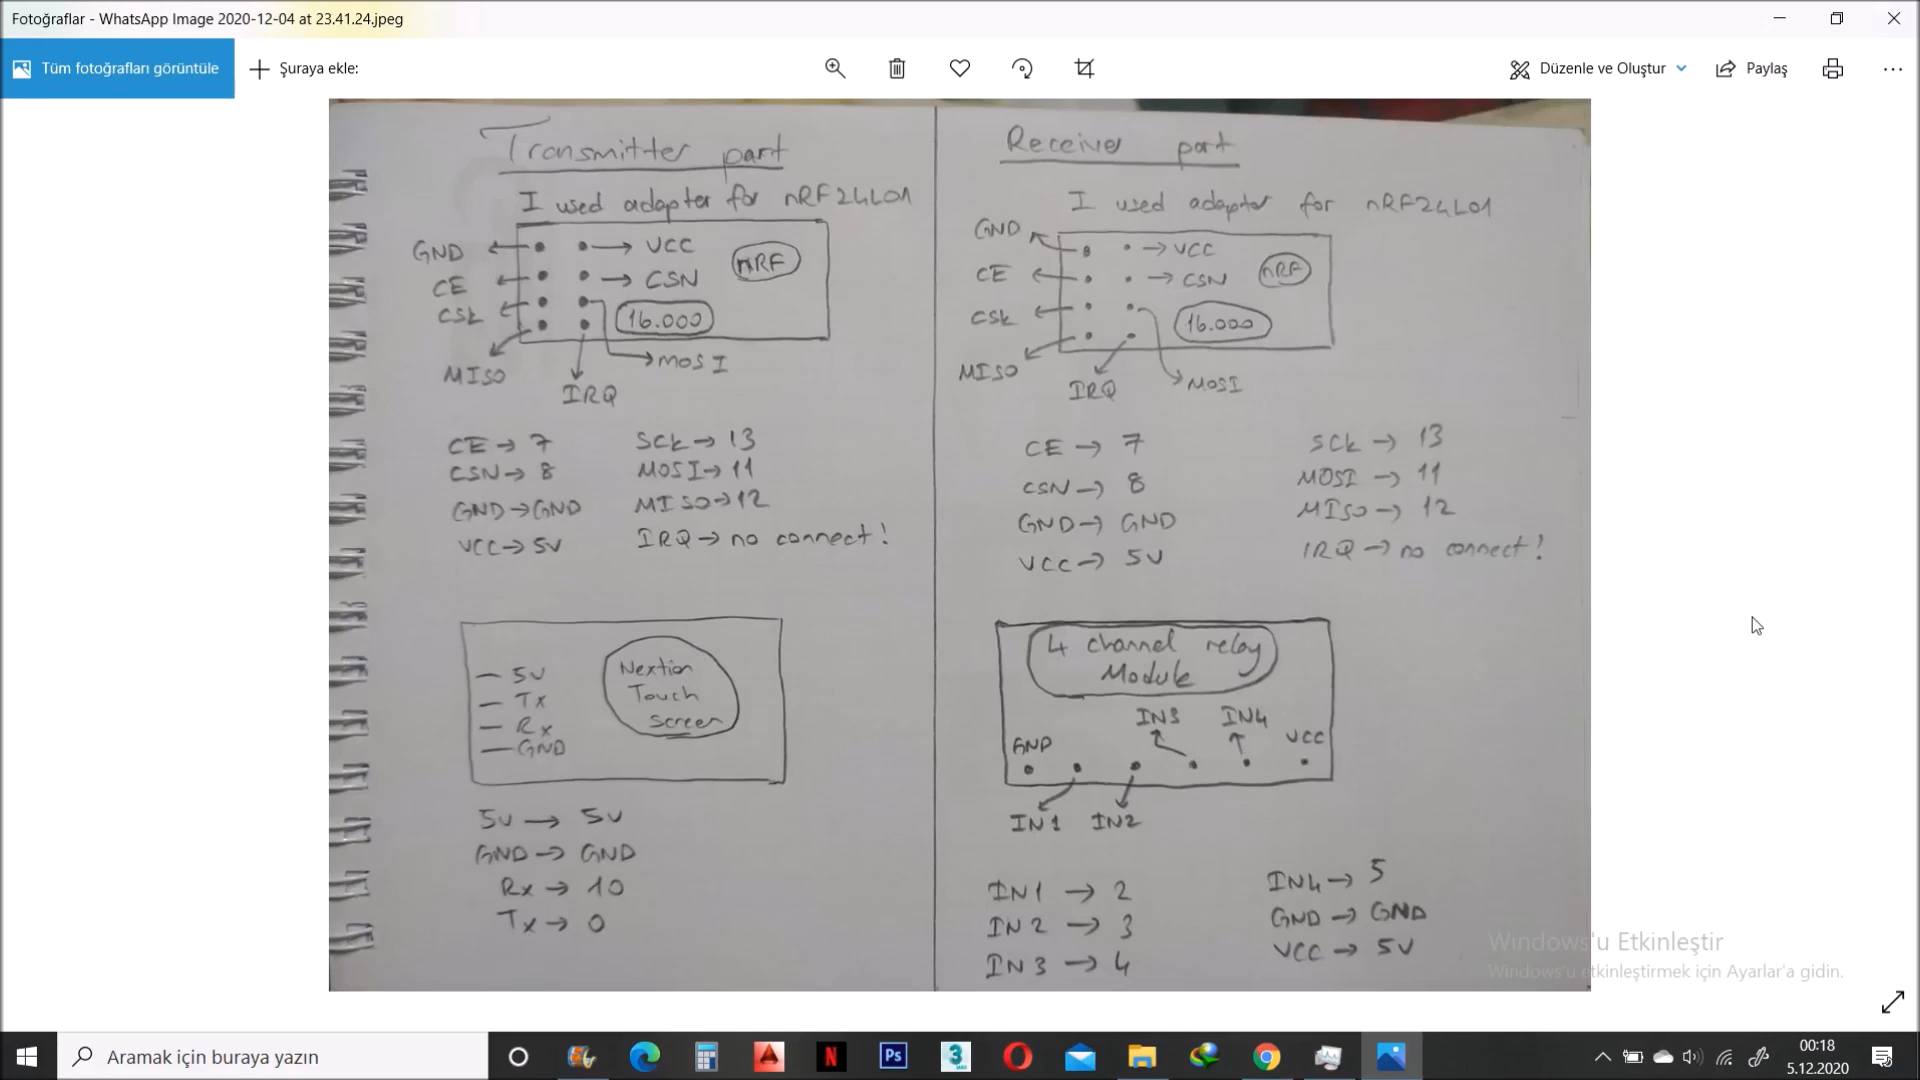 Fotoğraflar - WhatsApp Image 2020-12-04 at 23.41.24.jpeg
Tüm fotoğrafları görüntüle
Şuraya ekle:
Düzenle ve Oluştur
Paylaş
Transmitter part
I used adapter for nRF24L01
GND
VCC
nRF
CE
CSN
CSk
16.000
MISO
MOSI
IRQ
CE → 7
SCk → 13
CSN → 8
MOSI → 11
GND → GND
MISO → 12
VCC → 5V
IRQ → no connect!
5V
Tx
Rx
GND
Nextion
Touch
Screen
5V → 5V
GND → GND
Rx → 10
Tx → 0
Receiver part
I used adapter for nRF24L01
GND
VCC
nRF
CE
CSN
CSk
16.000
MISO
IRQ
MOSI
CE → 7
SCk → 13
CSN → 8
MOSI → 11
GND → GND
MISO → 12
VCC → 5V
IRQ → no connect!
4 channel relay
Module
IN3
IN4
GND
VCC
IN1
IN2
IN1 → 2
IN4 → 5
IN2 → 3
GND → GND
IN3 → 4
VCC → 5V
Windows'u Etkinleştir
Windows'u etkinleştirmek için Ayarlar'a gidin.
Aramak için buraya yazın
N
Ps
3
MAX
00:18
5.12.2020